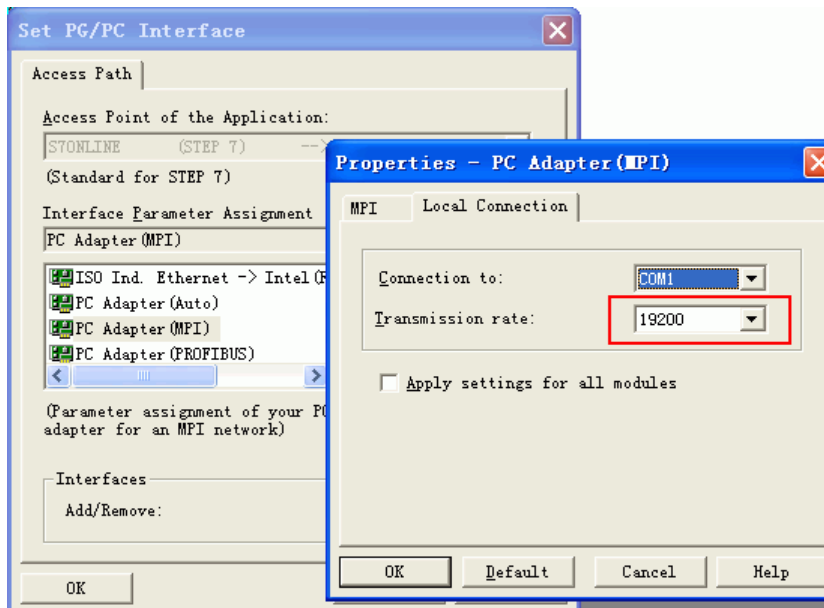 Set PG/PC Interface
Access Path
Access Point of the Application:
S7ONLINE (STEP 7) -->
(Standard for STEP 7)
Interface Parameter Assignment
PC Adapter(MPI)
ISO Ind. Ethernet -> Intel(R
PC Adapter(Auto)
PC Adapter(MPI)
PC Adapter(PROFIBUS)
(Parameter assignment of your PC
adapter for an MPI network)
Interfaces
Add/Remove:
OK
Properties - PC Adapter(MPI)
MPI
Local Connection
Connection to:
COM1
Transmission rate:
19200
Apply settings for all modules
OK
Default
Cancel
Help